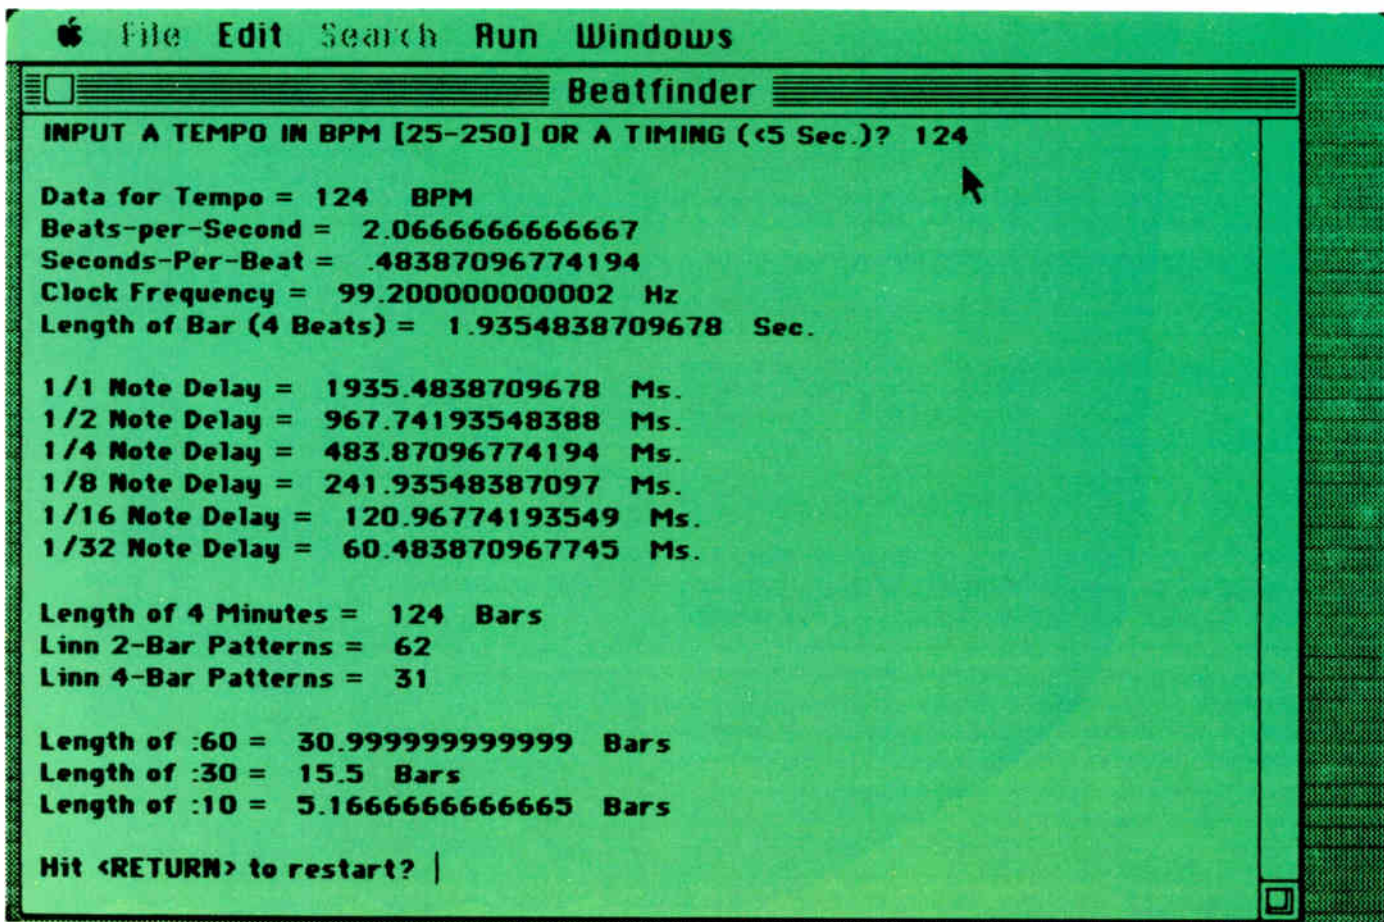 File Edit Search Run Windows
Beatfinder
INPUT A TEMPO IN BPM [25-250] OR A TIMING (<5 Sec.)? 124
Data for Tempo = 124 BPM
Beats-per-Second = 2.0666666666667
Seconds-Per-Beat = .48387096774194
Clock Frequency = 99.200000000002 Hz
Length of Bar (4 Beats) = 1.9354838709678 Sec.
1/1 Note Delay = 1935.4838709678 Ms.
1/2 Note Delay = 967.74193548388 Ms.
1/4 Note Delay = 483.87096774194 Ms.
1/8 Note Delay = 241.93548387097 Ms.
1/16 Note Delay = 120.96774193549 Ms.
1/32 Note Delay = 60.483870967745 Ms.
Length of 4 Minutes = 124 Bars
Linn 2-Bar Patterns = 62
Linn 4-Bar Patterns = 31
Length of :60 = 30.999999999999 Bars
Length of :30 = 15.5 Bars
Length of :10 = 5.1666666666665 Bars
Hit <RETURN> to restart?